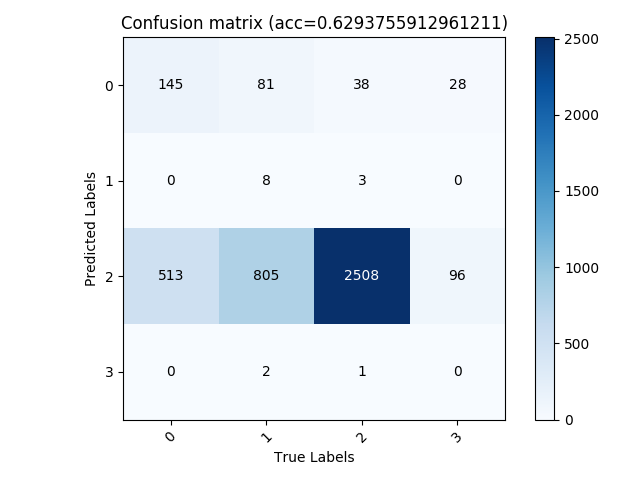 Confusion matrix (acc=0.6293755912961211)
Predicted Labels
0 145 81 38 28
1 0 8 3 0
2 513 805 2508 96
3 0 2 1 0
0 1 2 3
True Labels
2500
2000
1500
1000
500
0